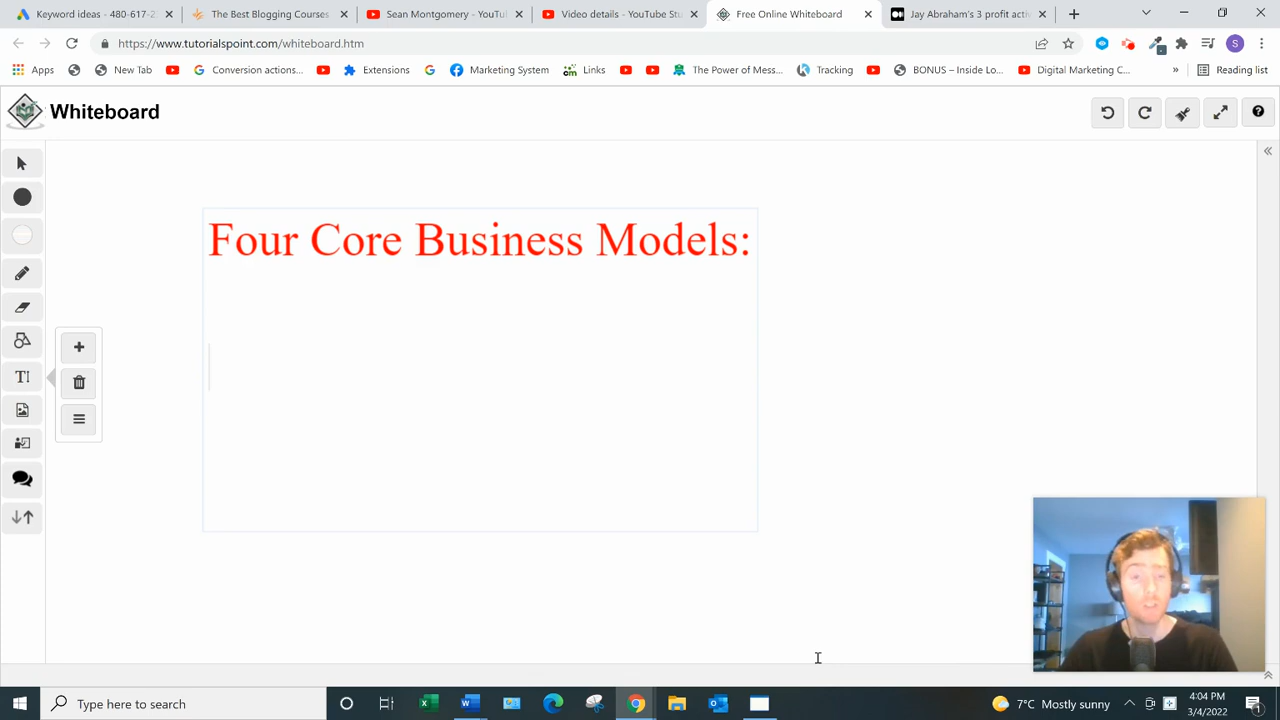 Keyword ideas - 480-617-2
The Best Blogging Courses
Sean Montgomery - YouTu
Video details - YouTube Stu
Free Online Whiteboard
Jay Abraham's 3 profit acti
https://www.tutorialspoint.com/whiteboard.htm
S
Apps
New Tab
Conversion actions...
Extensions
Marketing System
Links
The Power of Mess...
Tracking
BONUS – Inside Lo...
Digital Marketing C...
»
Reading list
Whiteboard
Four Core Business Models:
Type here to search
7°C Mostly sunny
4:04 PM
3/4/2022
1